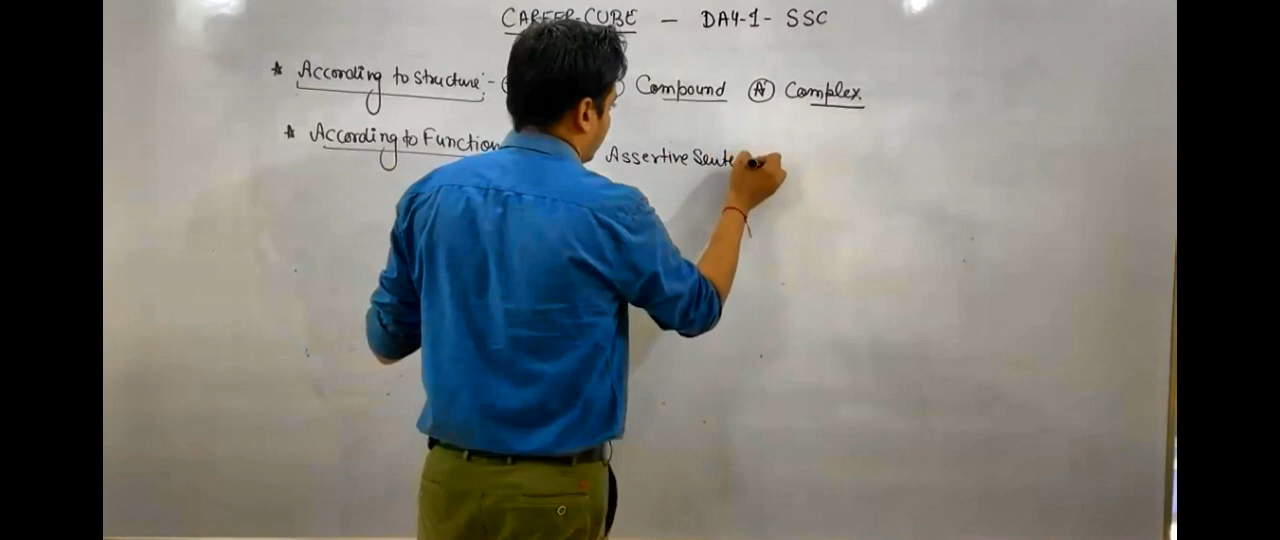 CAREER-CUBE — DAY-1- SSC
* According to structure:- Compound Ⓐ Complex
* According to Function Assertive Sente